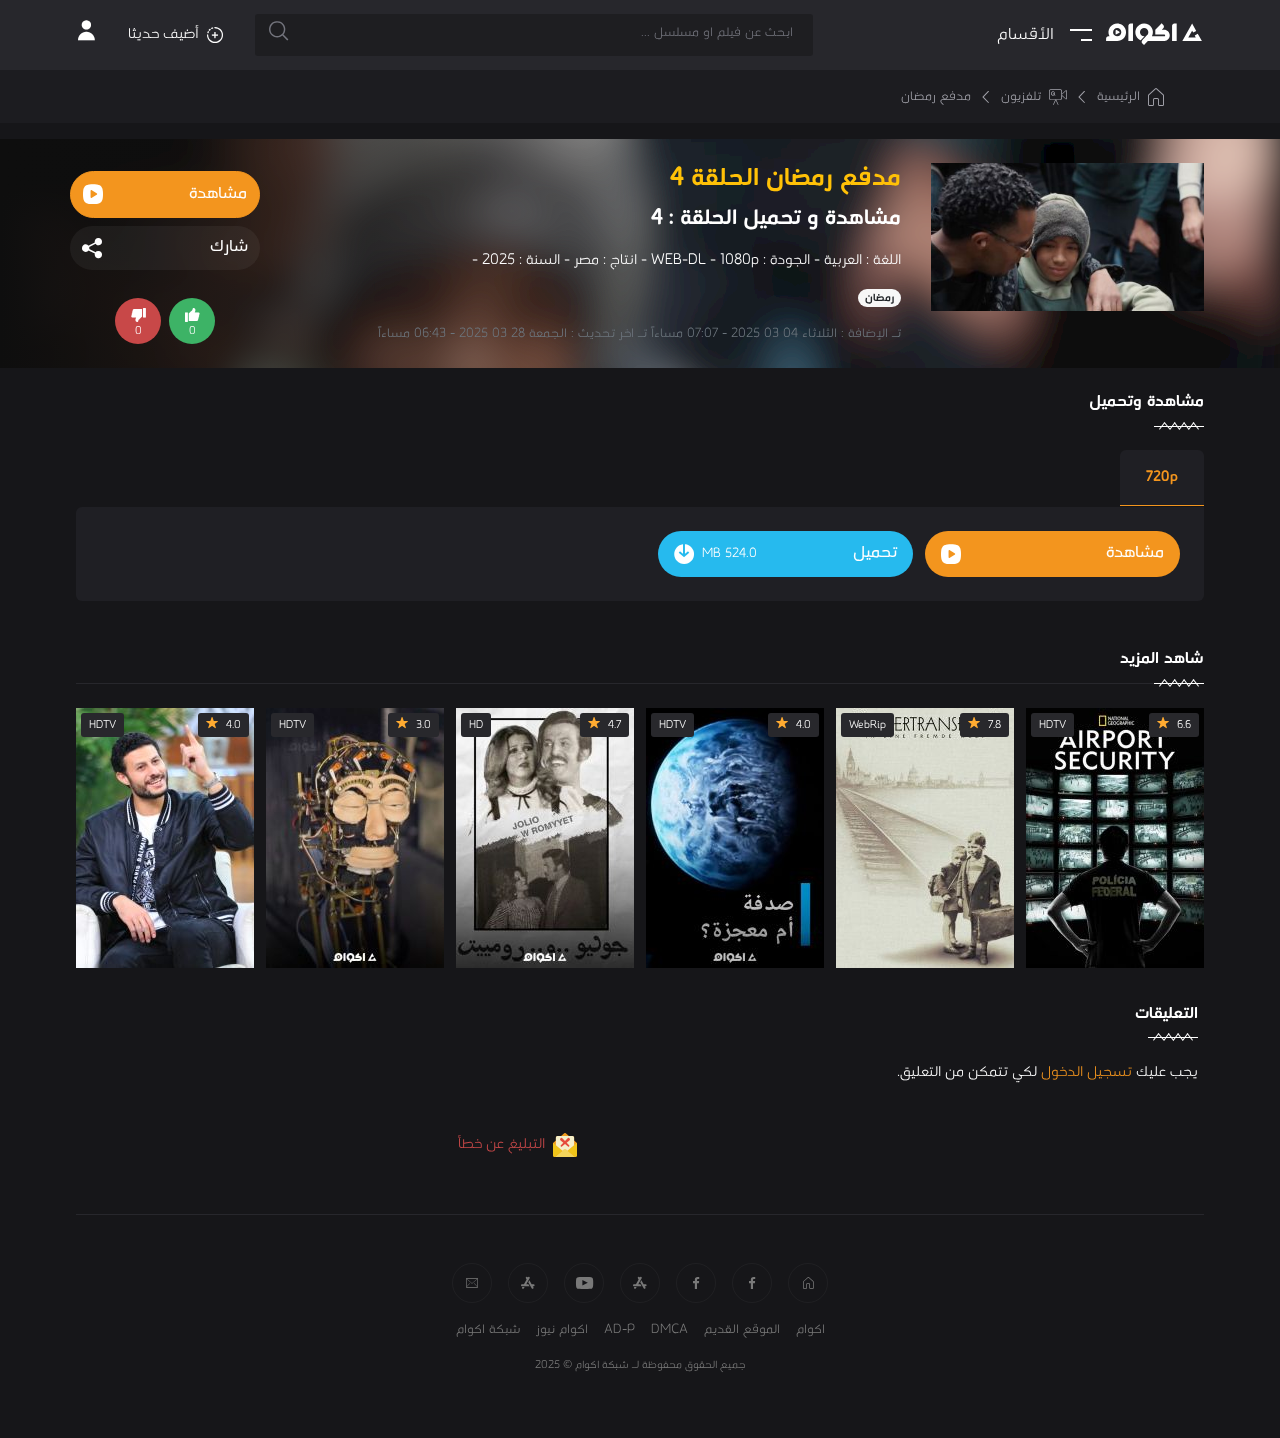 اكوام
الأقسام
ابحث عن فيلم او مسلسل ...
أضيف حديثا
الرئيسية
تلفزيون
مدفع رمضان
مدفع رمضان الحلقة 4
مشاهدة و تحميل الحلقة : 4
اللغة : العربية - الجودة : WEB-DL - 1080p - انتاج : مصر - السنة : 2025 -
رمضان
تـ الإضافة : الثلاثاء 04 03 2025 - 07:07 مساءاً تـ اخر تحديث : الجمعة 28 03 2025 - 06:43 مساءاً
مشاهدة
شارك
0
0
مشاهدة وتحميل
720p
مشاهدة
تحميل
524.0 MB
شاهد المزيد
6.6
HDTV
NATIONAL GEOGRAPHIC
AIRPORT SECURITY
POLÍCIA FEDERAL
7.8
WebRip
4.0
HDTV
صدفة
أم معجزة؟
اكوام
4.7
HD
JOLIO
W ROMYYET
جوليو ..و..روميييت
اكوام
3.0
HDTV
اكوام
4.0
HDTV
التعليقات
يجب عليك تسجيل الدخول لكي تتمكن من التعليق.
التبليغ عن خطأ
اكوام
الموقع القديم
DMCA
AD-P
اكوام نيوز
شبكة اكوام
جميع الحقوق محفوظة لـ شبكة اكوام © 2025